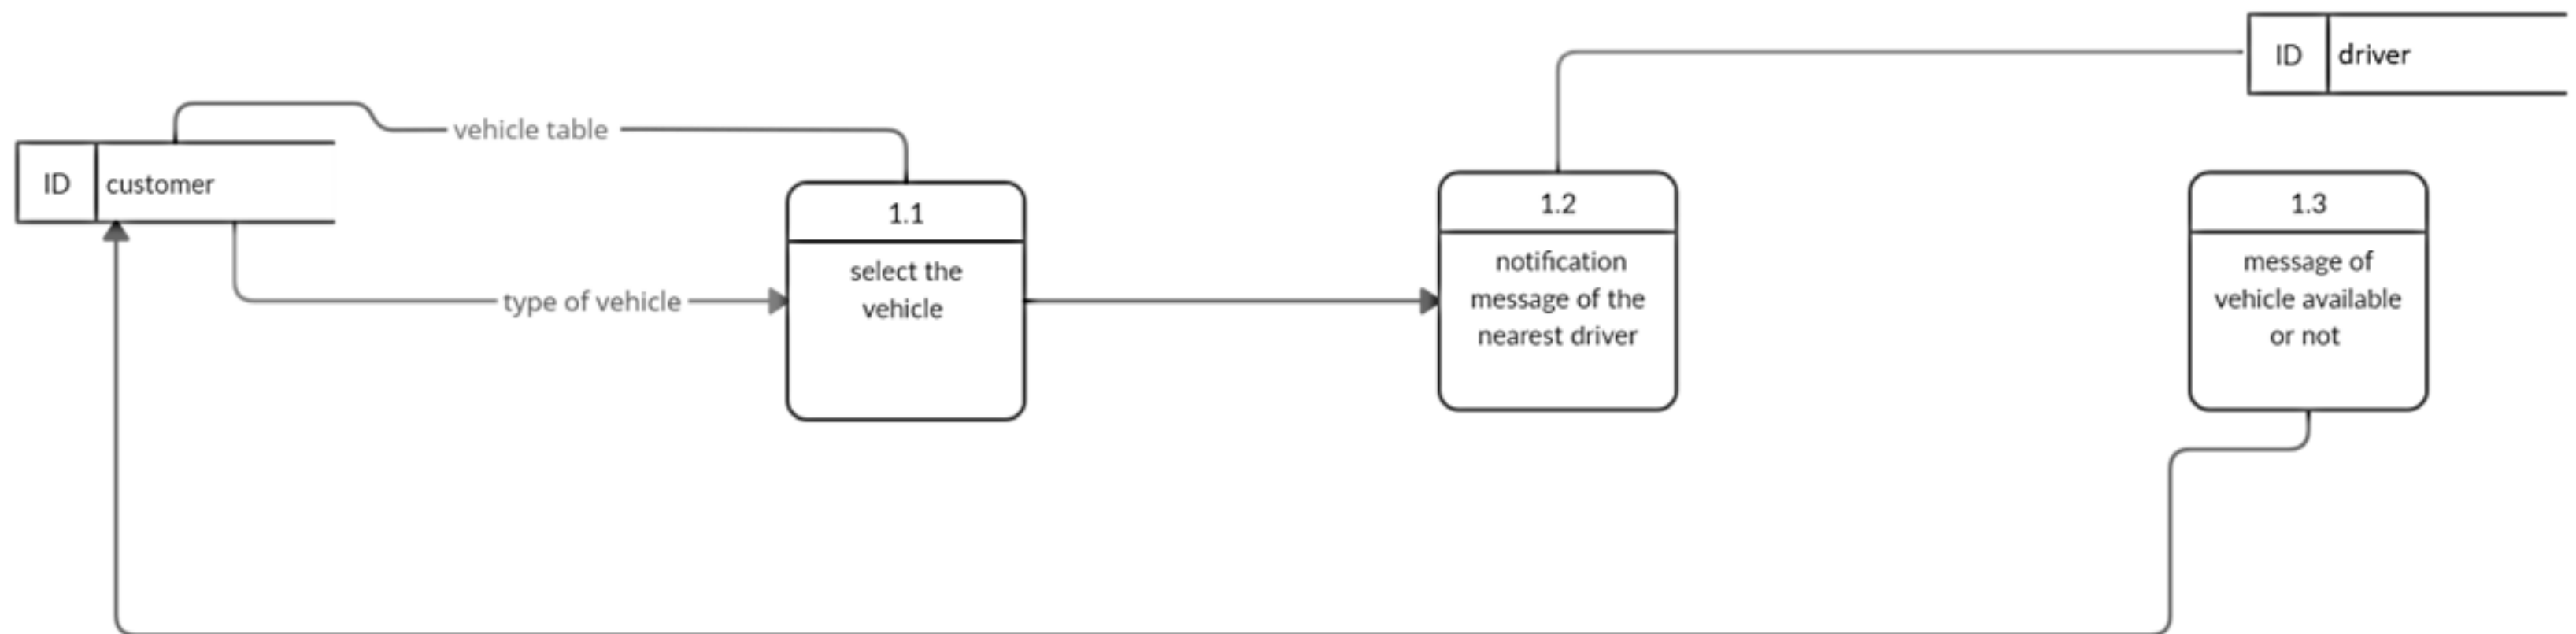 ID driver
vehicle table
ID customer
1.1
select the
vehicle
type of vehicle
1.2
notification
message of the
nearest driver
1.3
message of
vehicle available
or not